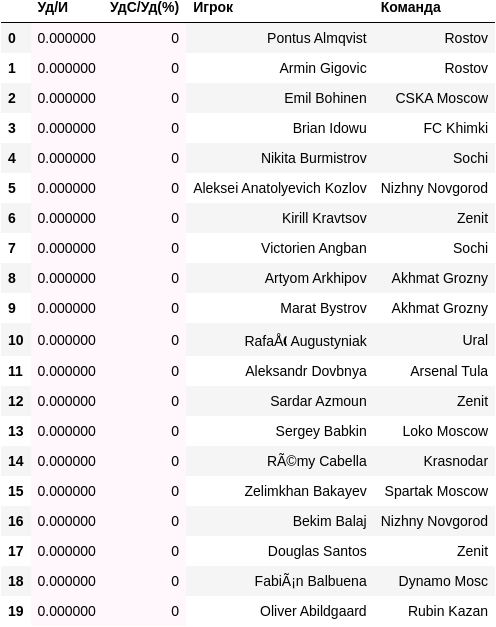 Уд/И УдС/Уд(%) Игрок Команда
0 0.000000 0 Pontus Almqvist Rostov
1 0.000000 0 Armin Gigovic Rostov
2 0.000000 0 Emil Bohinen CSKA Moscow
3 0.000000 0 Brian Idowu FC Khimki
4 0.000000 0 Nikita Burmistrov Sochi
5 0.000000 0 Aleksei Anatolyevich Kozlov Nizhny Novgorod
6 0.000000 0 Kirill Kravtsov Zenit
7 0.000000 0 Victorien Angban Sochi
8 0.000000 0 Artyom Arkhipov Akhmat Grozny
9 0.000000 0 Marat Bystrov Akhmat Grozny
10 0.000000 0 RafaÅ‚ Augustyniak Ural
11 0.000000 0 Aleksandr Dovbnya Arsenal Tula
12 0.000000 0 Sardar Azmoun Zenit
13 0.000000 0 Sergey Babkin Loko Moscow
14 0.000000 0 RÃ©my Cabella Krasnodar
15 0.000000 0 Zelimkhan Bakayev Spartak Moscow
16 0.000000 0 Bekim Balaj Nizhny Novgorod
17 0.000000 0 Douglas Santos Zenit
18 0.000000 0 FabiÃ¡n Balbuena Dynamo Mosc
19 0.000000 0 Oliver Abildgaard Rubin Kazan